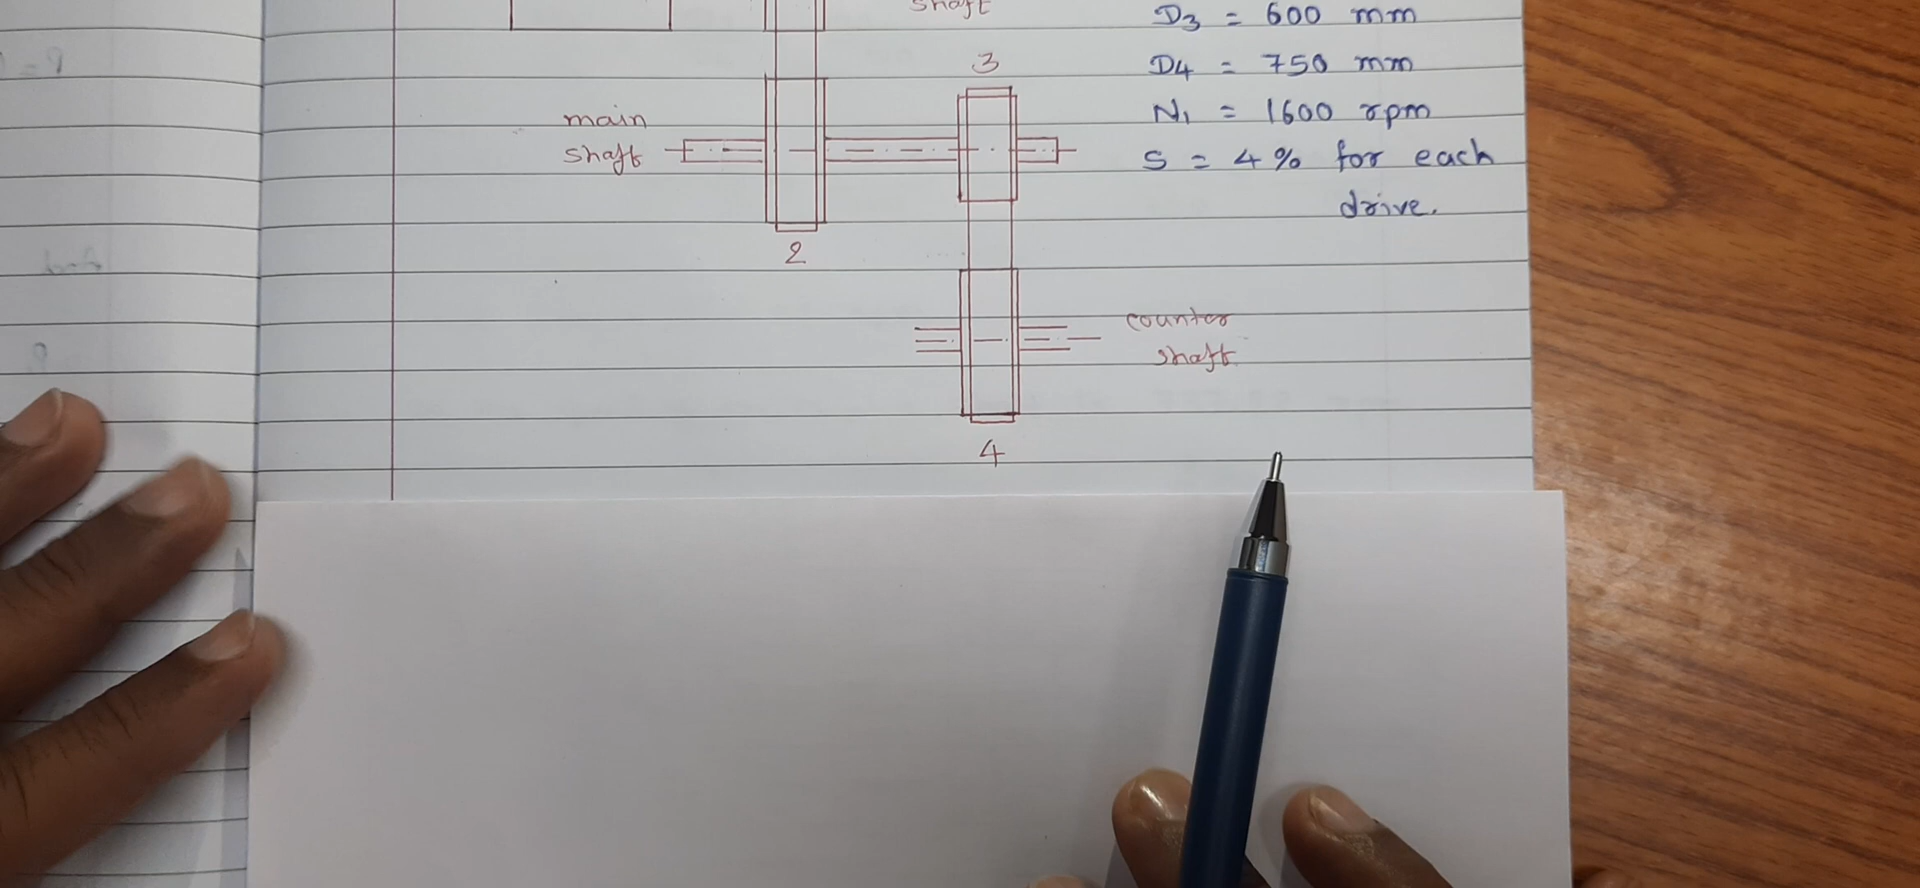 shaft
D3 = 600 mm
3
D4 = 750 mm
main
shaft
N1 = 1600 rpm
S = 4% for each
drive.
2
counter
shaft
4